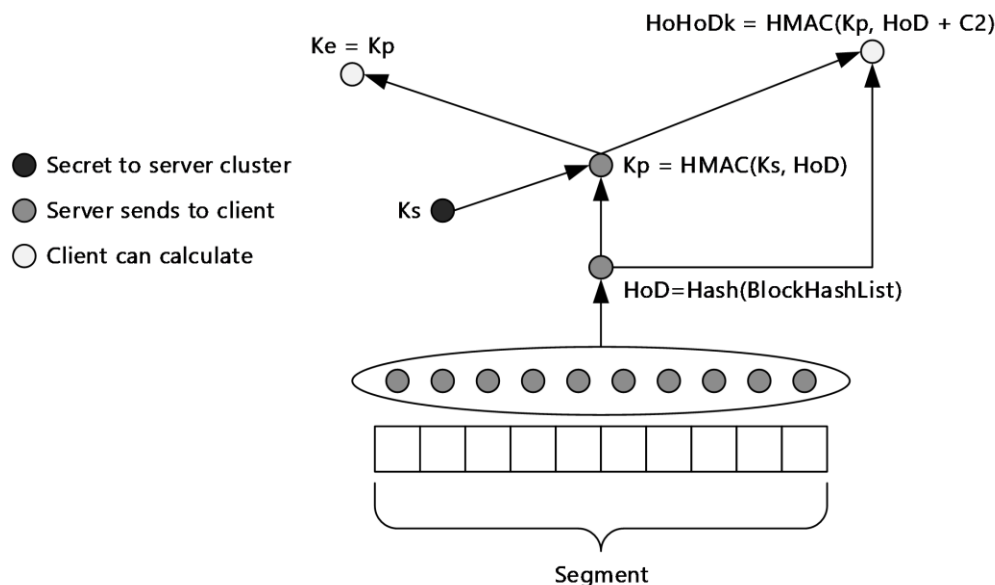 HoHoDk = HMAC(Kp, HoD + C2)
Ke = Kp
Secret to server cluster
Kp = HMAC(Ks, HoD)
Server sends to client
Ks
Client can calculate
HoD=Hash(BlockHashList)
Segment